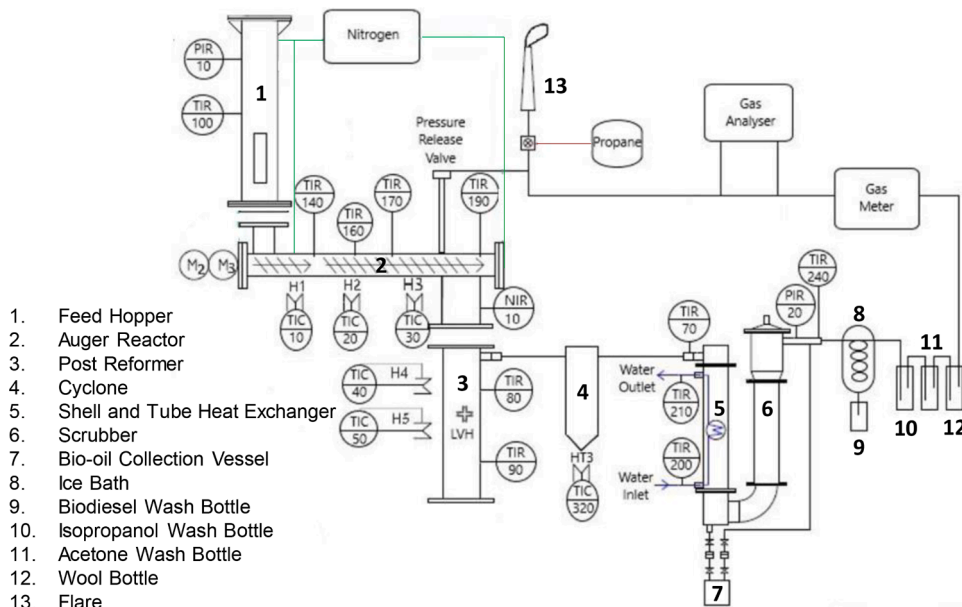 Nitrogen
PIR
10
1
TIR
100
13
Propane
Gas
Analyser
Pressure
Release
Valve
Gas
Meter
TIR
140
TIR
160
TIR
170
TIR
190
M2
M3
2
H1
H2
H3
TIC
10
TIC
20
TIC
30
NIR
10
TIR
240
PIR
20
TIR
70
8
11
H4
TIC
40
H5
TIC
50
3
LVH
TIR
80
TIR
90
4
HT3
TIC
320
Water
Outlet
TIR
210
5
6
TIR
200
Water
Inlet
9
10
12
7
1. Feed Hopper
2. Auger Reactor
3. Post Reformer
4. Cyclone
5. Shell and Tube Heat Exchanger
6. Scrubber
7. Bio-oil Collection Vessel
8. Ice Bath
9. Biodiesel Wash Bottle
10. Isopropanol Wash Bottle
11. Acetone Wash Bottle
12. Wool Bottle
13 Flare